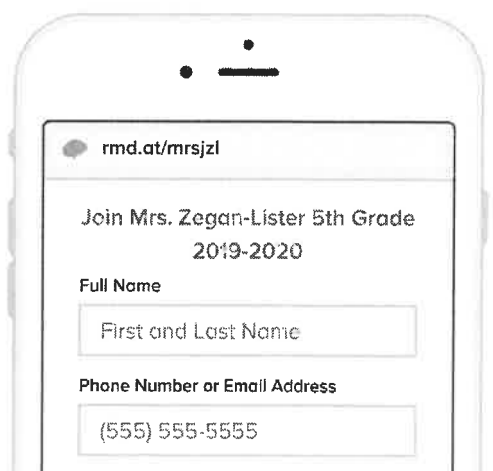 rmd.at/mrsjzl
Join Mrs. Zegan-Lister 5th Grade
2019-2020
Full Name
First and Last Name
Phone Number or Email Address
(555) 555-5555